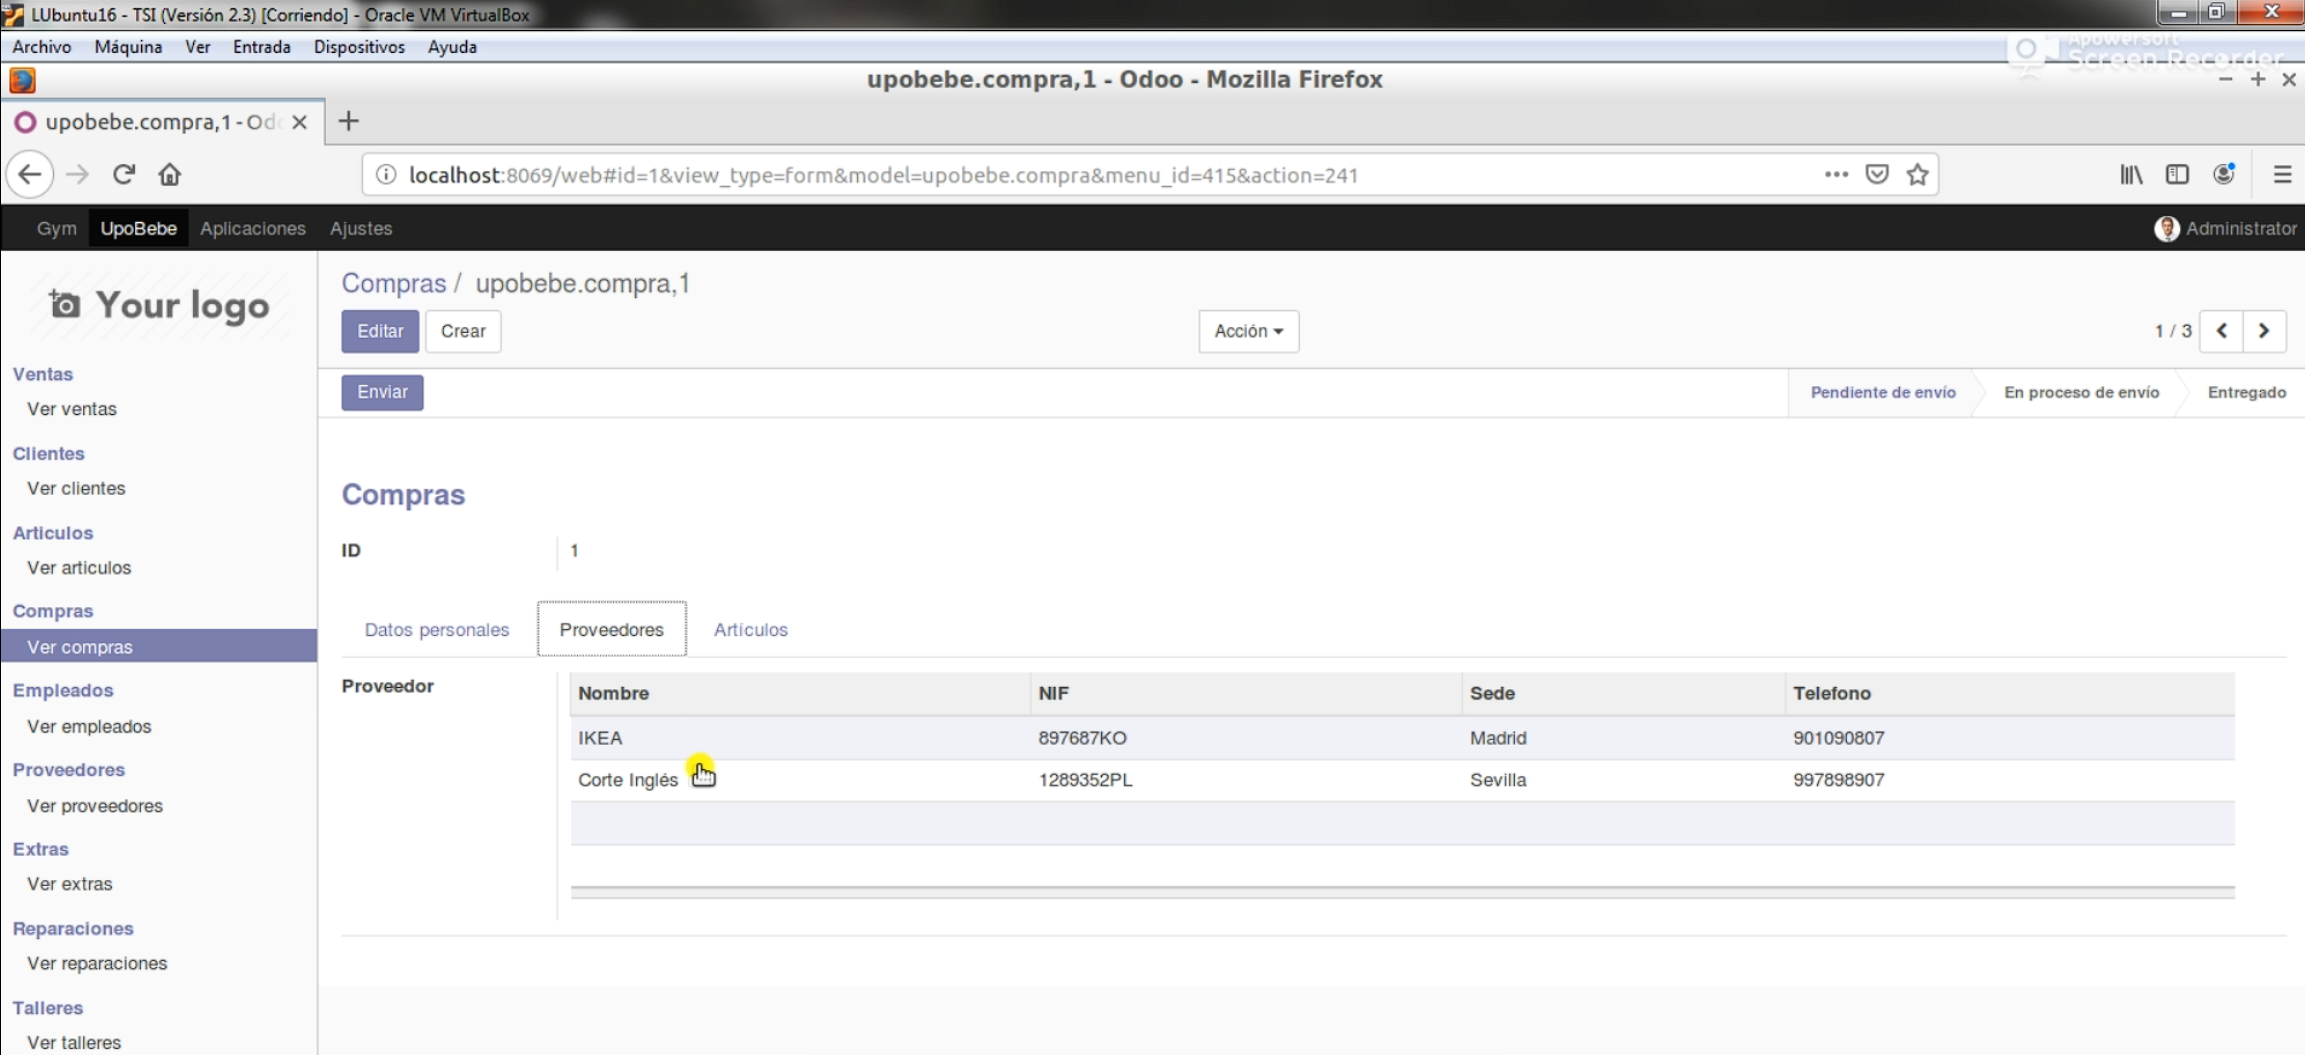 LUbuntu16 - TSI (Versión 2.3) [Corriendo] - Oracle VM VirtualBox
Archivo Máquina Ver Entrada Dispositivos Ayuda
Apowersoft
Screen Recorder
upobebe.compra,1 - Odoo - Mozilla Firefox
upobebe.compra,1 - Od
localhost:8069/web#id=1&view_type=form&model=upobebe.compra&menu_id=415&action=241
Gym UpoBebe Aplicaciones Ajustes Administrator
Your logo
Compras / upobebe.compra,1
Editar Crear Acción 1 / 3
Enviar Pendiente de envío En proceso de envío Entregado
Ventas
Ver ventas
Clientes
Ver clientes
Articulos
Ver articulos
Compras
Ver compras
Empleados
Ver empleados
Proveedores
Ver proveedores
Extras
Ver extras
Reparaciones
Ver reparaciones
Talleres
Ver talleres
Compras
ID 1
Datos personales Proveedores Artículos
Proveedor
Nombre NIF Sede Telefono
IKEA 897687KO Madrid 901090807
Corte Inglés 1289352PL Sevilla 997898907